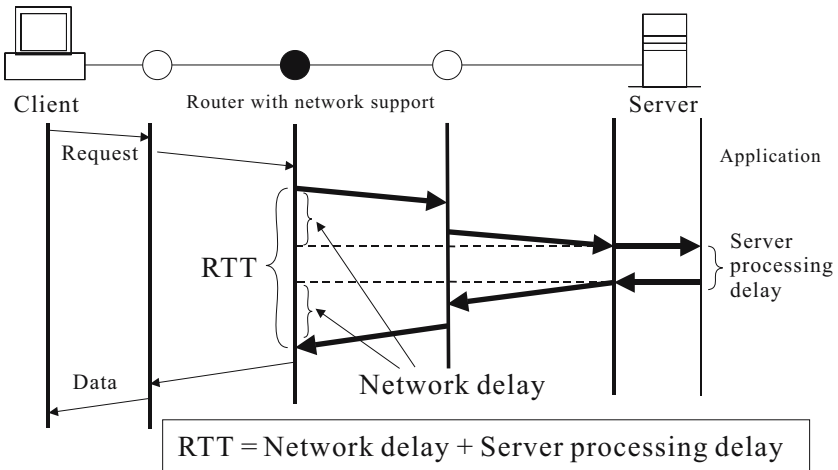 Client
Router with network support
Server
Request
Application
RTT
Server
processing
delay
Data
Network delay
RTT = Network delay + Server processing delay